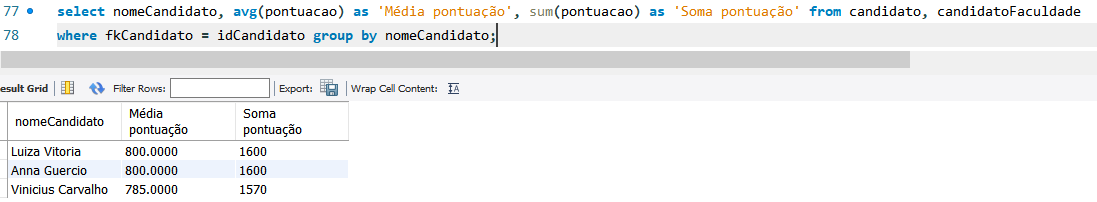 77 select nomeCandidato, avg(pontuacao) as 'Média pontuação', sum(pontuacao) as 'Soma pontuação' from candidato, candidatoFaculdade
78 where fkCandidato = idCandidato group by nomeCandidato;
esult Grid Filter Rows: Export: Wrap Cell Content: IA
nomeCandidato Média pontuação Soma pontuação
Luiza Vitoria 800.0000 1600
Anna Guercio 800.0000 1600
Vinicius Carvalho 785.0000 1570